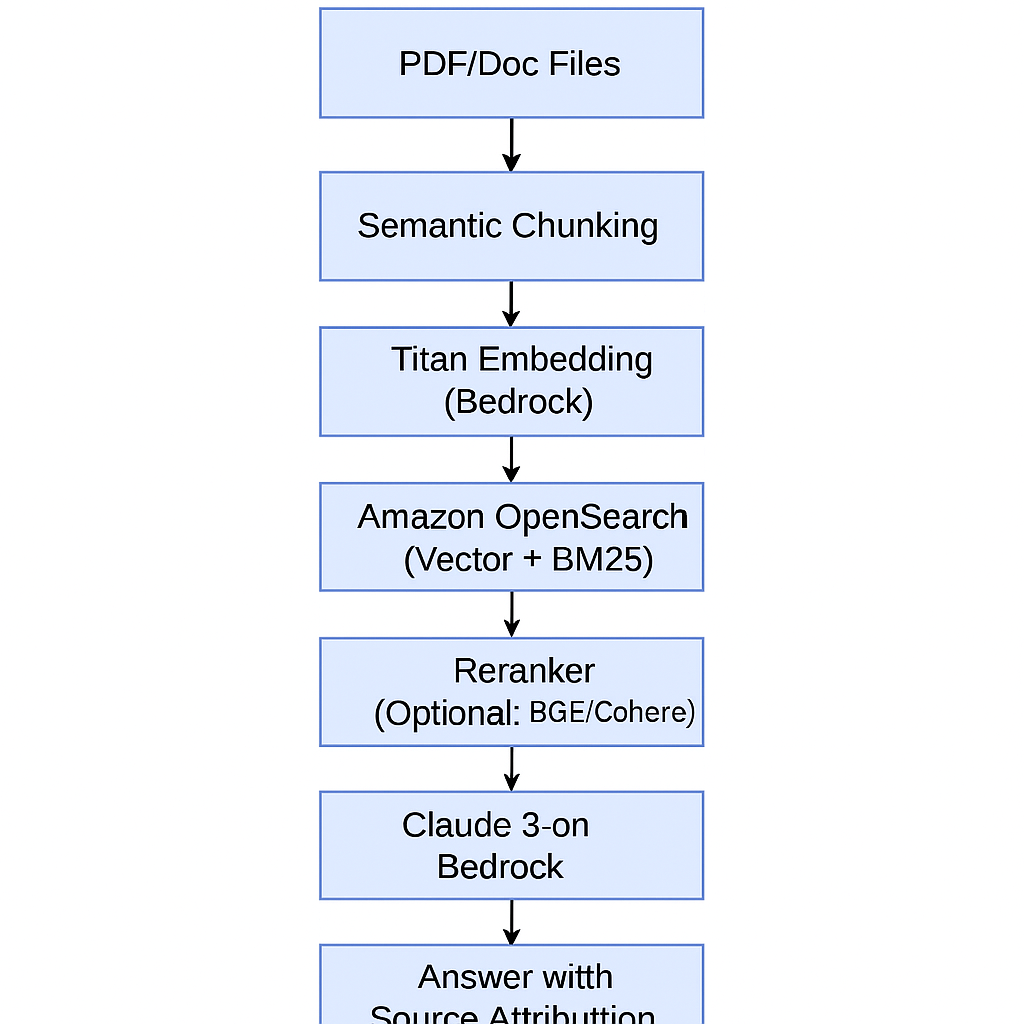 PDF/Doc Files
Semantic Chunking
Titan Embedding
(Bedrock)
Amazon OpenSearch
(Vector + BM25)
Reranker
(Optional: BGE/Cohere)
Claude 3-on
Bedrock
Answer witth
Source Attributtion